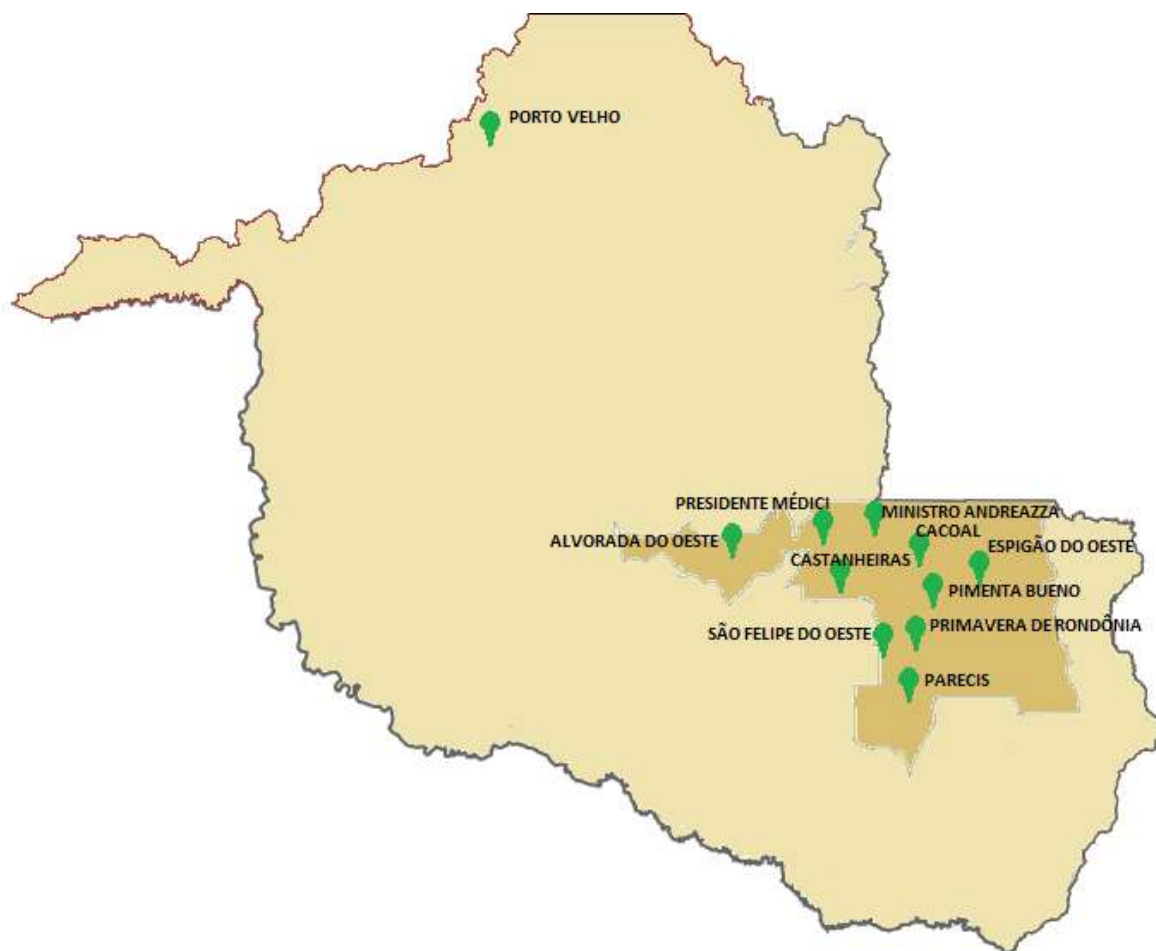 PORTO VELHO
PRESIDENTE MÉDICI
MINISTRO ANDREAZZA
CACOAL
ALVORADA DO OESTE
ESPIGÃO DO OESTE
CASTANHEIRAS
PIMENTA BUENO
SÃO FELIPE DO OESTE
PRIMAVERA DE RONDÔNIA
PARECIS